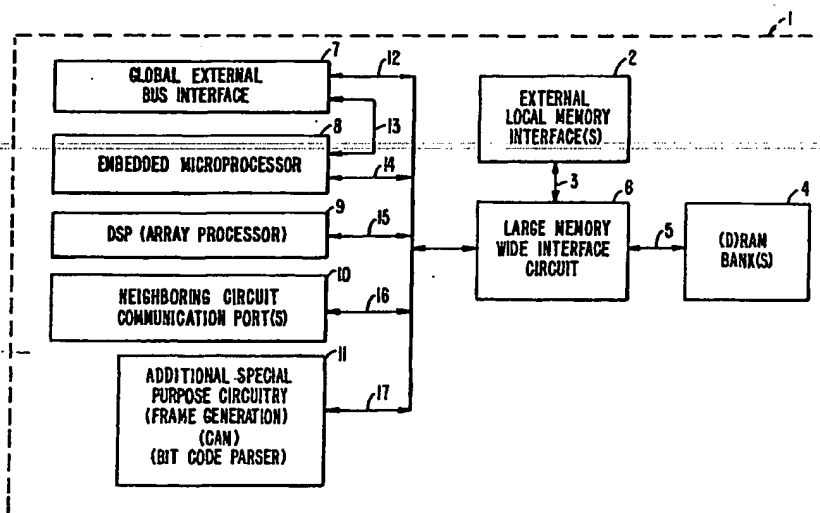 1
7
GLOBAL EXTERNAL
BUS INTERFACE
12
13
8
EMBEDDED MICROPROCESSOR
14
9
DSP (ARRAY PROCESSOR)
15
10
NEIGHBORING CIRCUIT
COMMUNICATION PORT(S)
16
11
ADDITIONAL SPECIAL
PURPOSE CIRCUITRY
(FRAME GENERATION)
(CAM)
(BIT CODE PARSER)
17
2
EXTERNAL
LOCAL MEMORY
INTERFACE(S)
3
6
LARGE MEMORY
WIDE INTERFACE
CIRCUIT
5
4
(D)RAM
BANK(S)